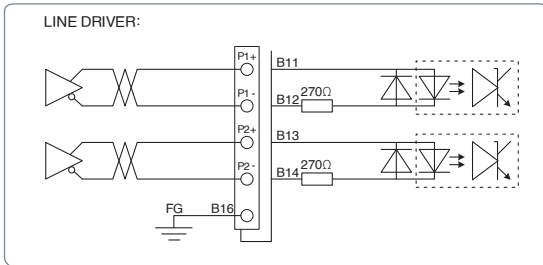 LINE DRIVER:
P1+
B11
P1-
B12
270Ω
P2+
B13
P2-
B14
270Ω
FG
B16